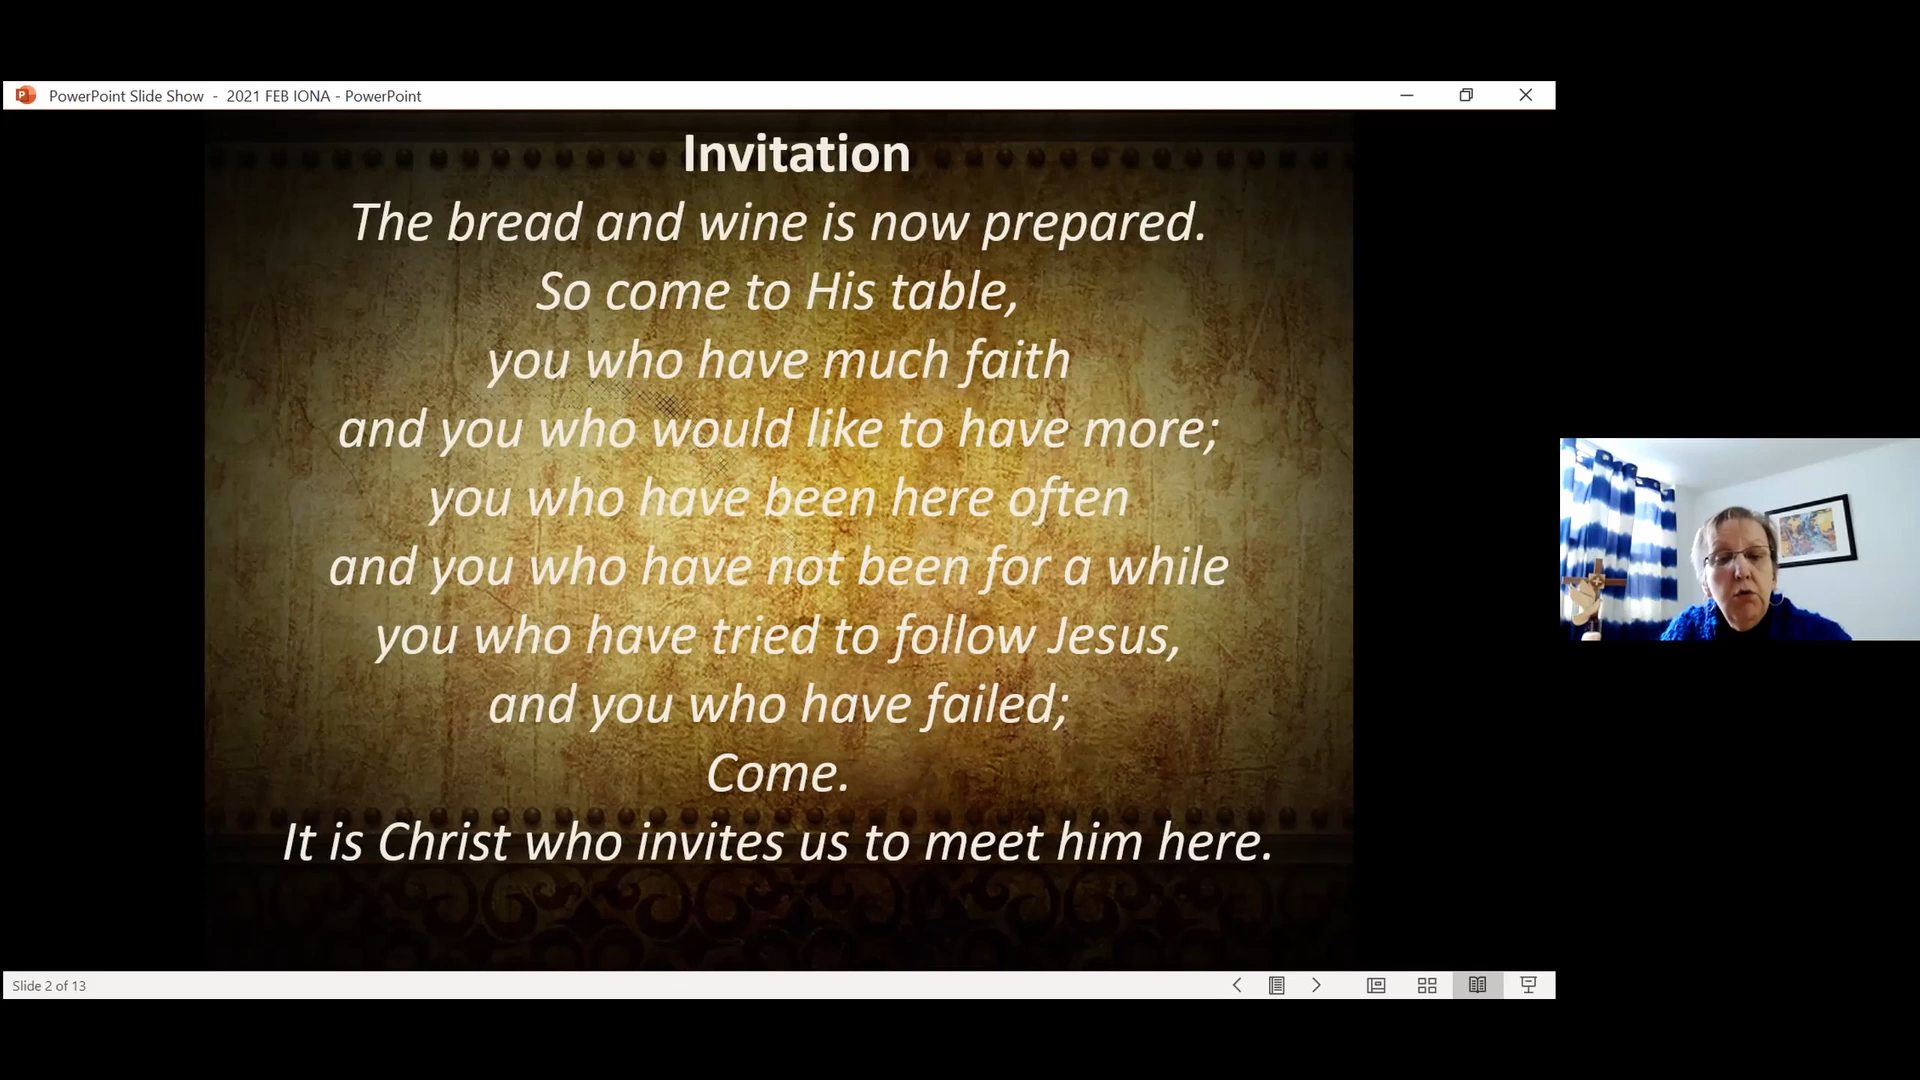 PowerPoint Slide Show - 2021 FEB IONA - PowerPoint
Invitation
The bread and wine is now prepared.
So come to His table,
you who have much faith
and you who would like to have more;
you who have been here often
and you who have not been for a while
you who have tried to follow Jesus,
and you who have failed;
Come.
It is Christ who invites us to meet him here.
Slide 2 of 13